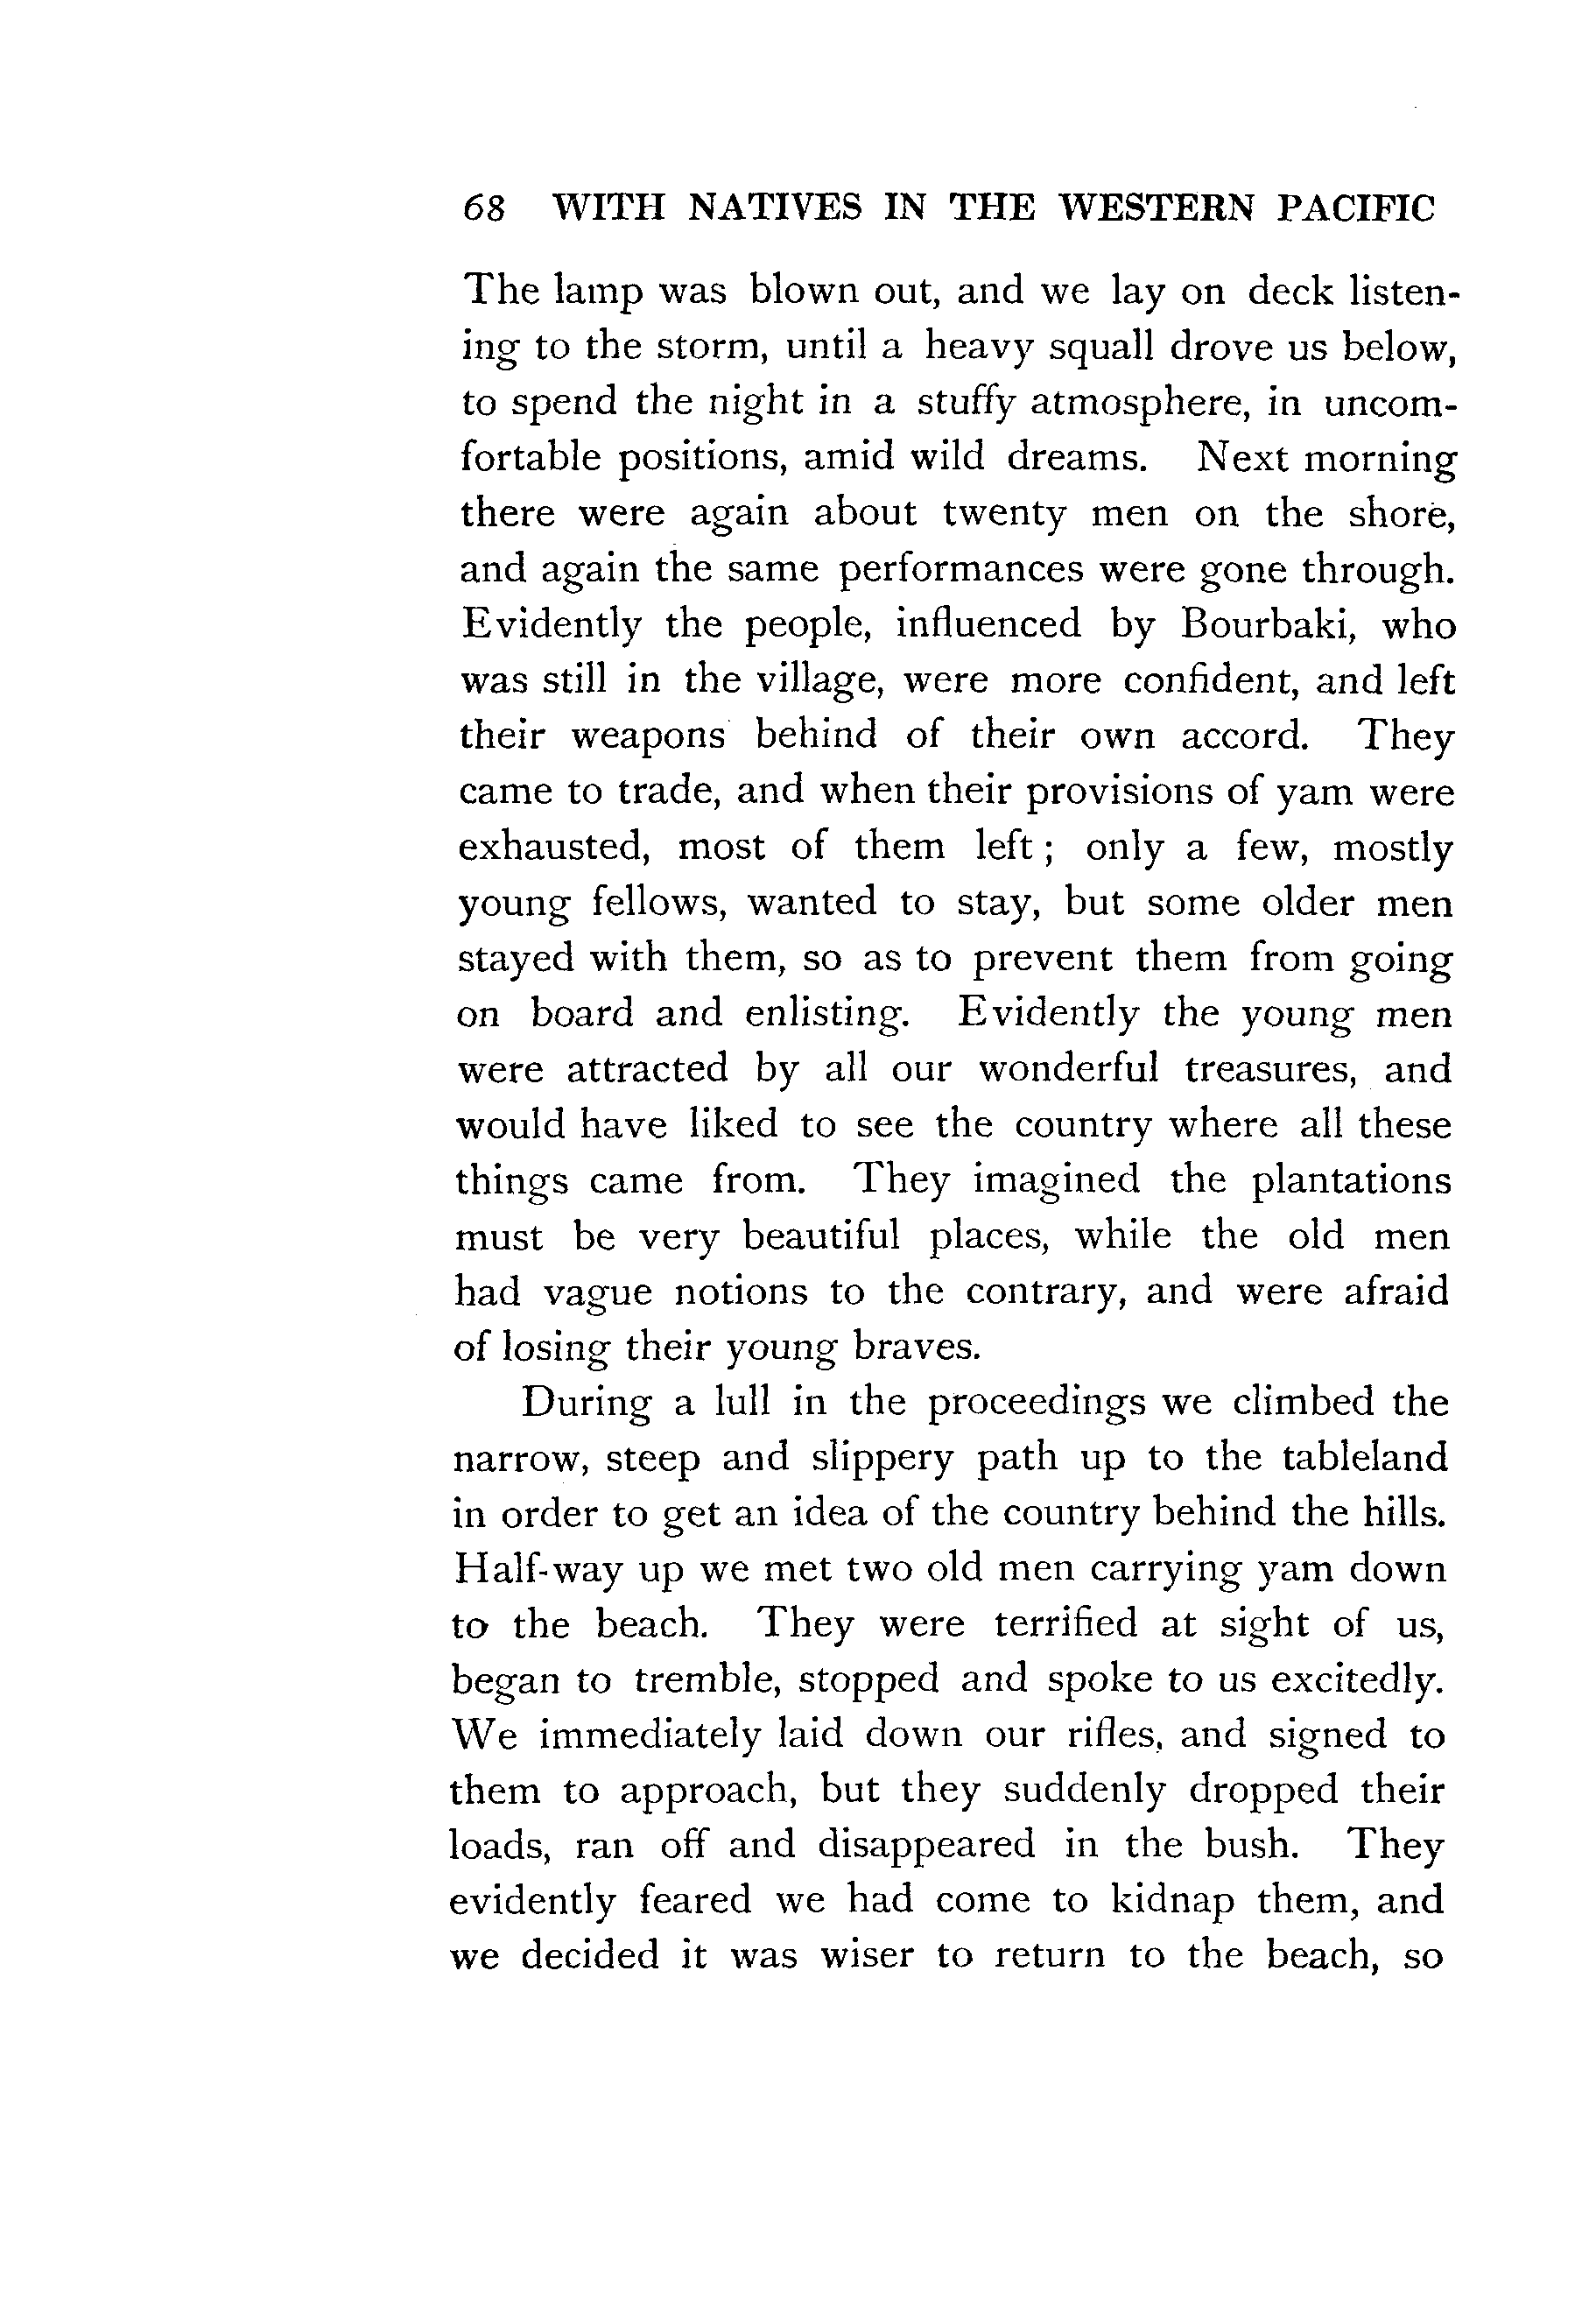 68 WITH NATIVES IN THE WESTERN PACIFIC
The lamp was blown out, and we lay on deck listen-
ing to the storm, until a heavy squall drove us below,
to spend the night in a stuffy atmosphere, in uncom-
fortable positions, amid wild dreams. Next morning
there were again about twenty men on the shore,
and again the same performances were gone through.
Evidently the people, influenced by Bourbaki, who
was still in the village, were more confident, and left
their weapons behind of their own accord. They
came to trade, and when their provisions of yam were
exhausted, most of them left; only a few, mostly
young fellows, wanted to stay, but some older men
stayed with them, so as to prevent them from going
on board and enlisting. Evidently the young men
were attracted by all our wonderful treasures, and
would have liked to see the country where all these
things came from. They imagined the plantations
must be very beautiful places, while the old men
had vague notions to the contrary, and were afraid
of losing their young braves.
During a lull in the proceedings we climbed the
narrow, steep and slippery path up to the tableland
in order to get an idea of the country behind the hills.
Half-way up we met two old men carrying yam down
to the beach. They were terrified at sight of us,
began to tremble, stopped and spoke to us excitedly.
We immediately laid down our rifles, and signed to
them to approach, but they suddenly dropped their
loads, ran off and disappeared in the bush. They
evidently feared we had come to kidnap them, and
we decided it was wiser to return to the beach, so